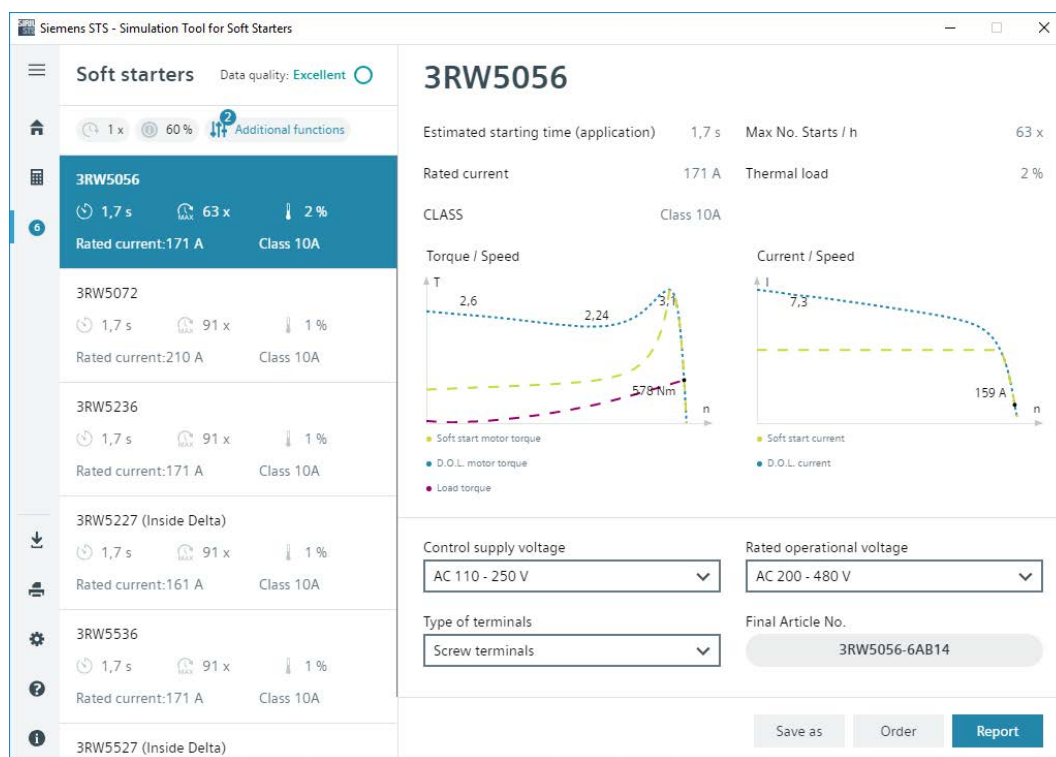 Siemens STS - Simulation Tool for Soft Starters
Soft starters Data quality: Excellent
1 x 60 % 2 Additional functions
3RW5056
1,7 s MAX 63 x 2 %
Rated current:171 A Class 10A
3RW5072
1,7 s MAX 91 x 1 %
Rated current:210 A Class 10A
3RW5236
1,7 s MAX 91 x 1 %
Rated current:171 A Class 10A
3RW5227 (Inside Delta)
1,7 s MAX 91 x 1 %
Rated current:161 A Class 10A
3RW5536
1,7 s MAX 91 x 1 %
Rated current:171 A Class 10A
3RW5527 (Inside Delta)
6
3RW5056
Estimated starting time (application) 1,7 s Max No. Starts / h 63 x
Rated current 171 A Thermal load 2 %
CLASS Class 10A
Torque / Speed
T
2,6
2,24
3,1
578 Nm
n
Soft start motor torque
D.O.L. motor torque
Load torque
Current / Speed
I
7,3
159 A
n
Soft start current
D.O.L. current
Control supply voltage
AC 110 - 250 V
Rated operational voltage
AC 200 - 480 V
Type of terminals
Screw terminals
Final Article No.
3RW5056-6AB14
Save as Order Report